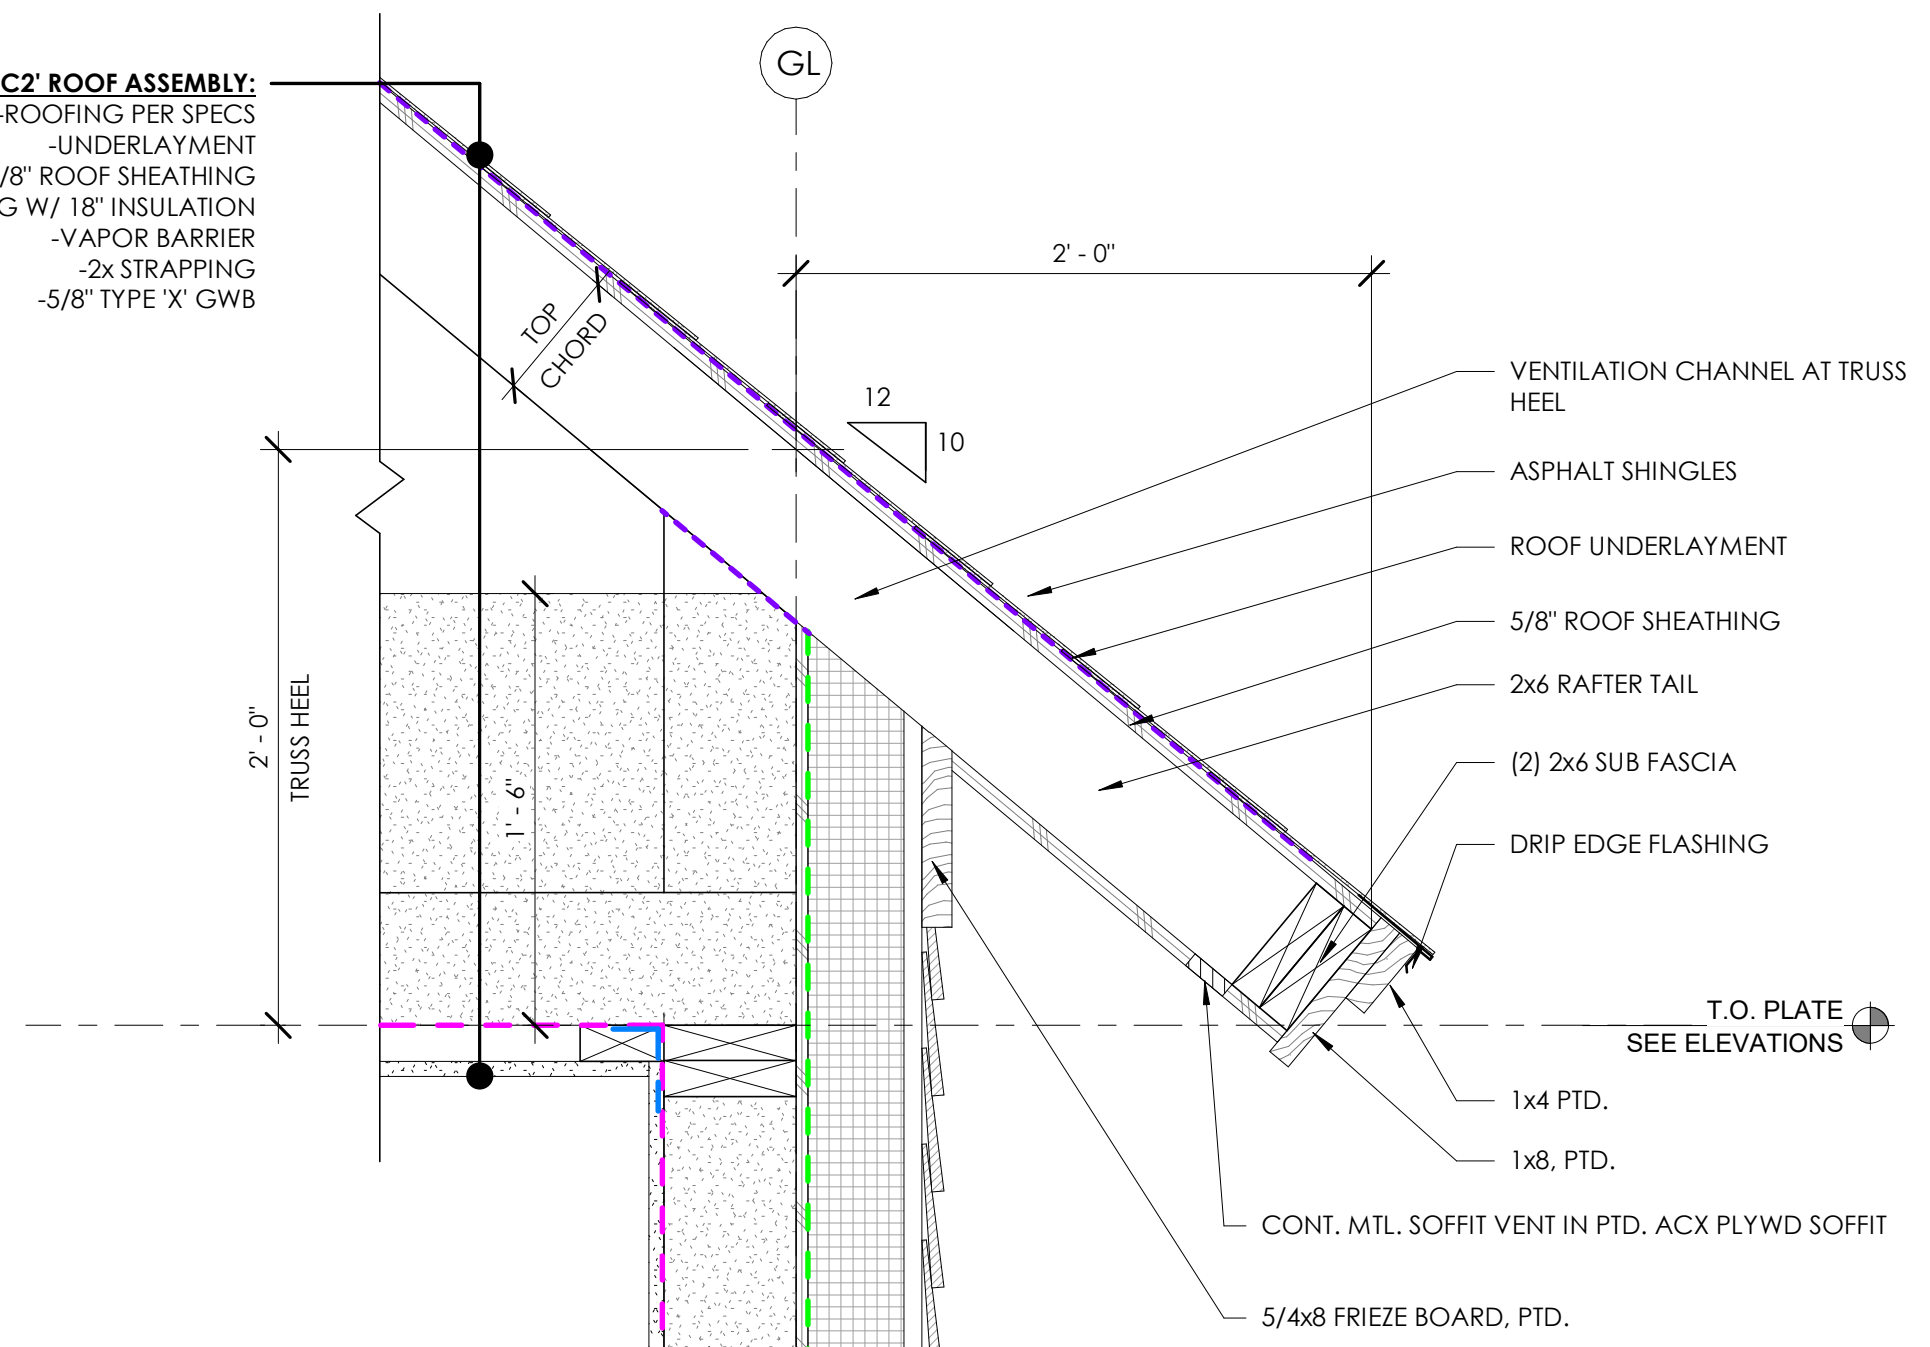 GL
C2' ROOF ASSEMBLY:
-ROOFING PER SPECS
-UNDERLAYMENT
/8" ROOF SHEATHING
G W/ 18" INSULATION
-VAPOR BARRIER
-2x STRAPPING
-5/8" TYPE 'X' GWB
2' - 0"
TOP
CHORD
12
10
VENTILATION CHANNEL AT TRUSS
HEEL
ASPHALT SHINGLES
ROOF UNDERLAYMENT
5/8" ROOF SHEATHING
2x6 RAFTER TAIL
(2) 2x6 SUB FASCIA
DRIP EDGE FLASHING
2' - 0"
TRUSS HEEL
1' - 6"
T.O. PLATE
SEE ELEVATIONS
1x4 PTD.
1x8, PTD.
CONT. MTL. SOFFIT VENT IN PTD. ACX PLYWD SOFFIT
5/4x8 FRIEZE BOARD, PTD.